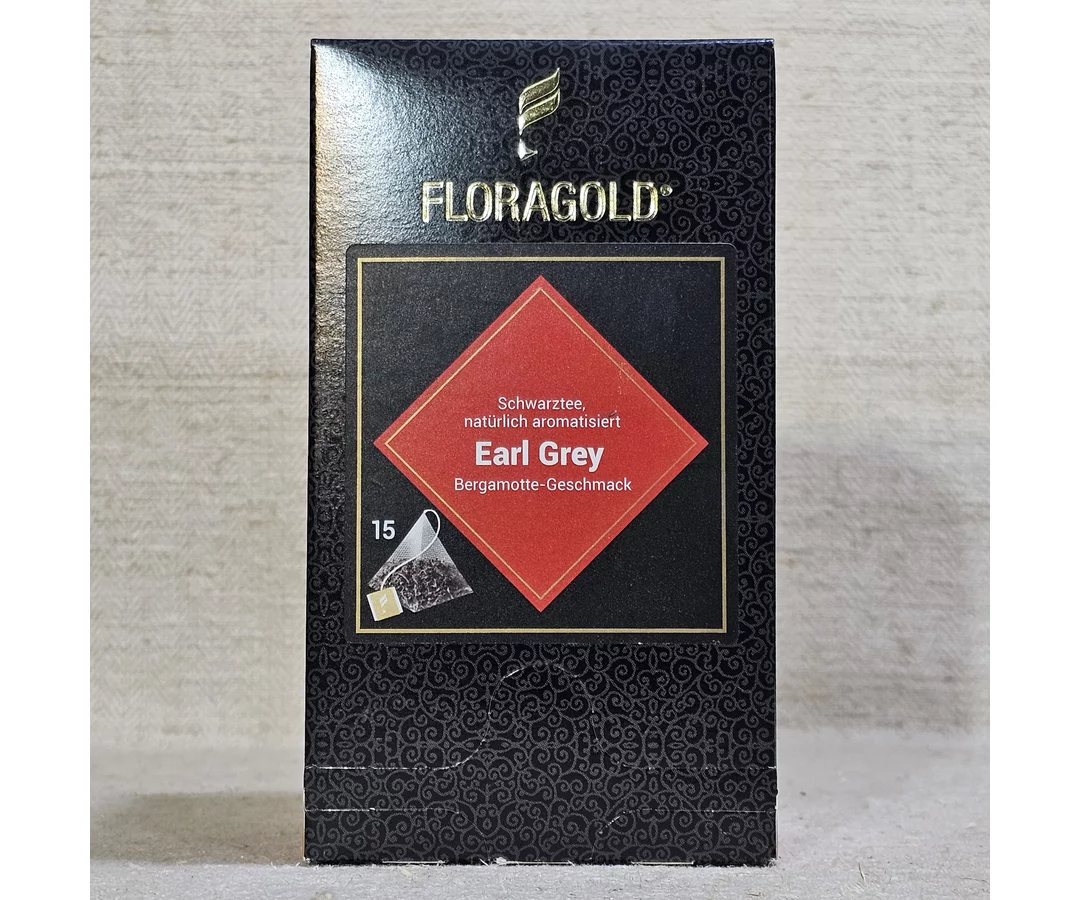 FLORAGOLD®
Schwarztee,
natürlich aromatisiert
Earl Grey
Bergamotte-Geschmack
15